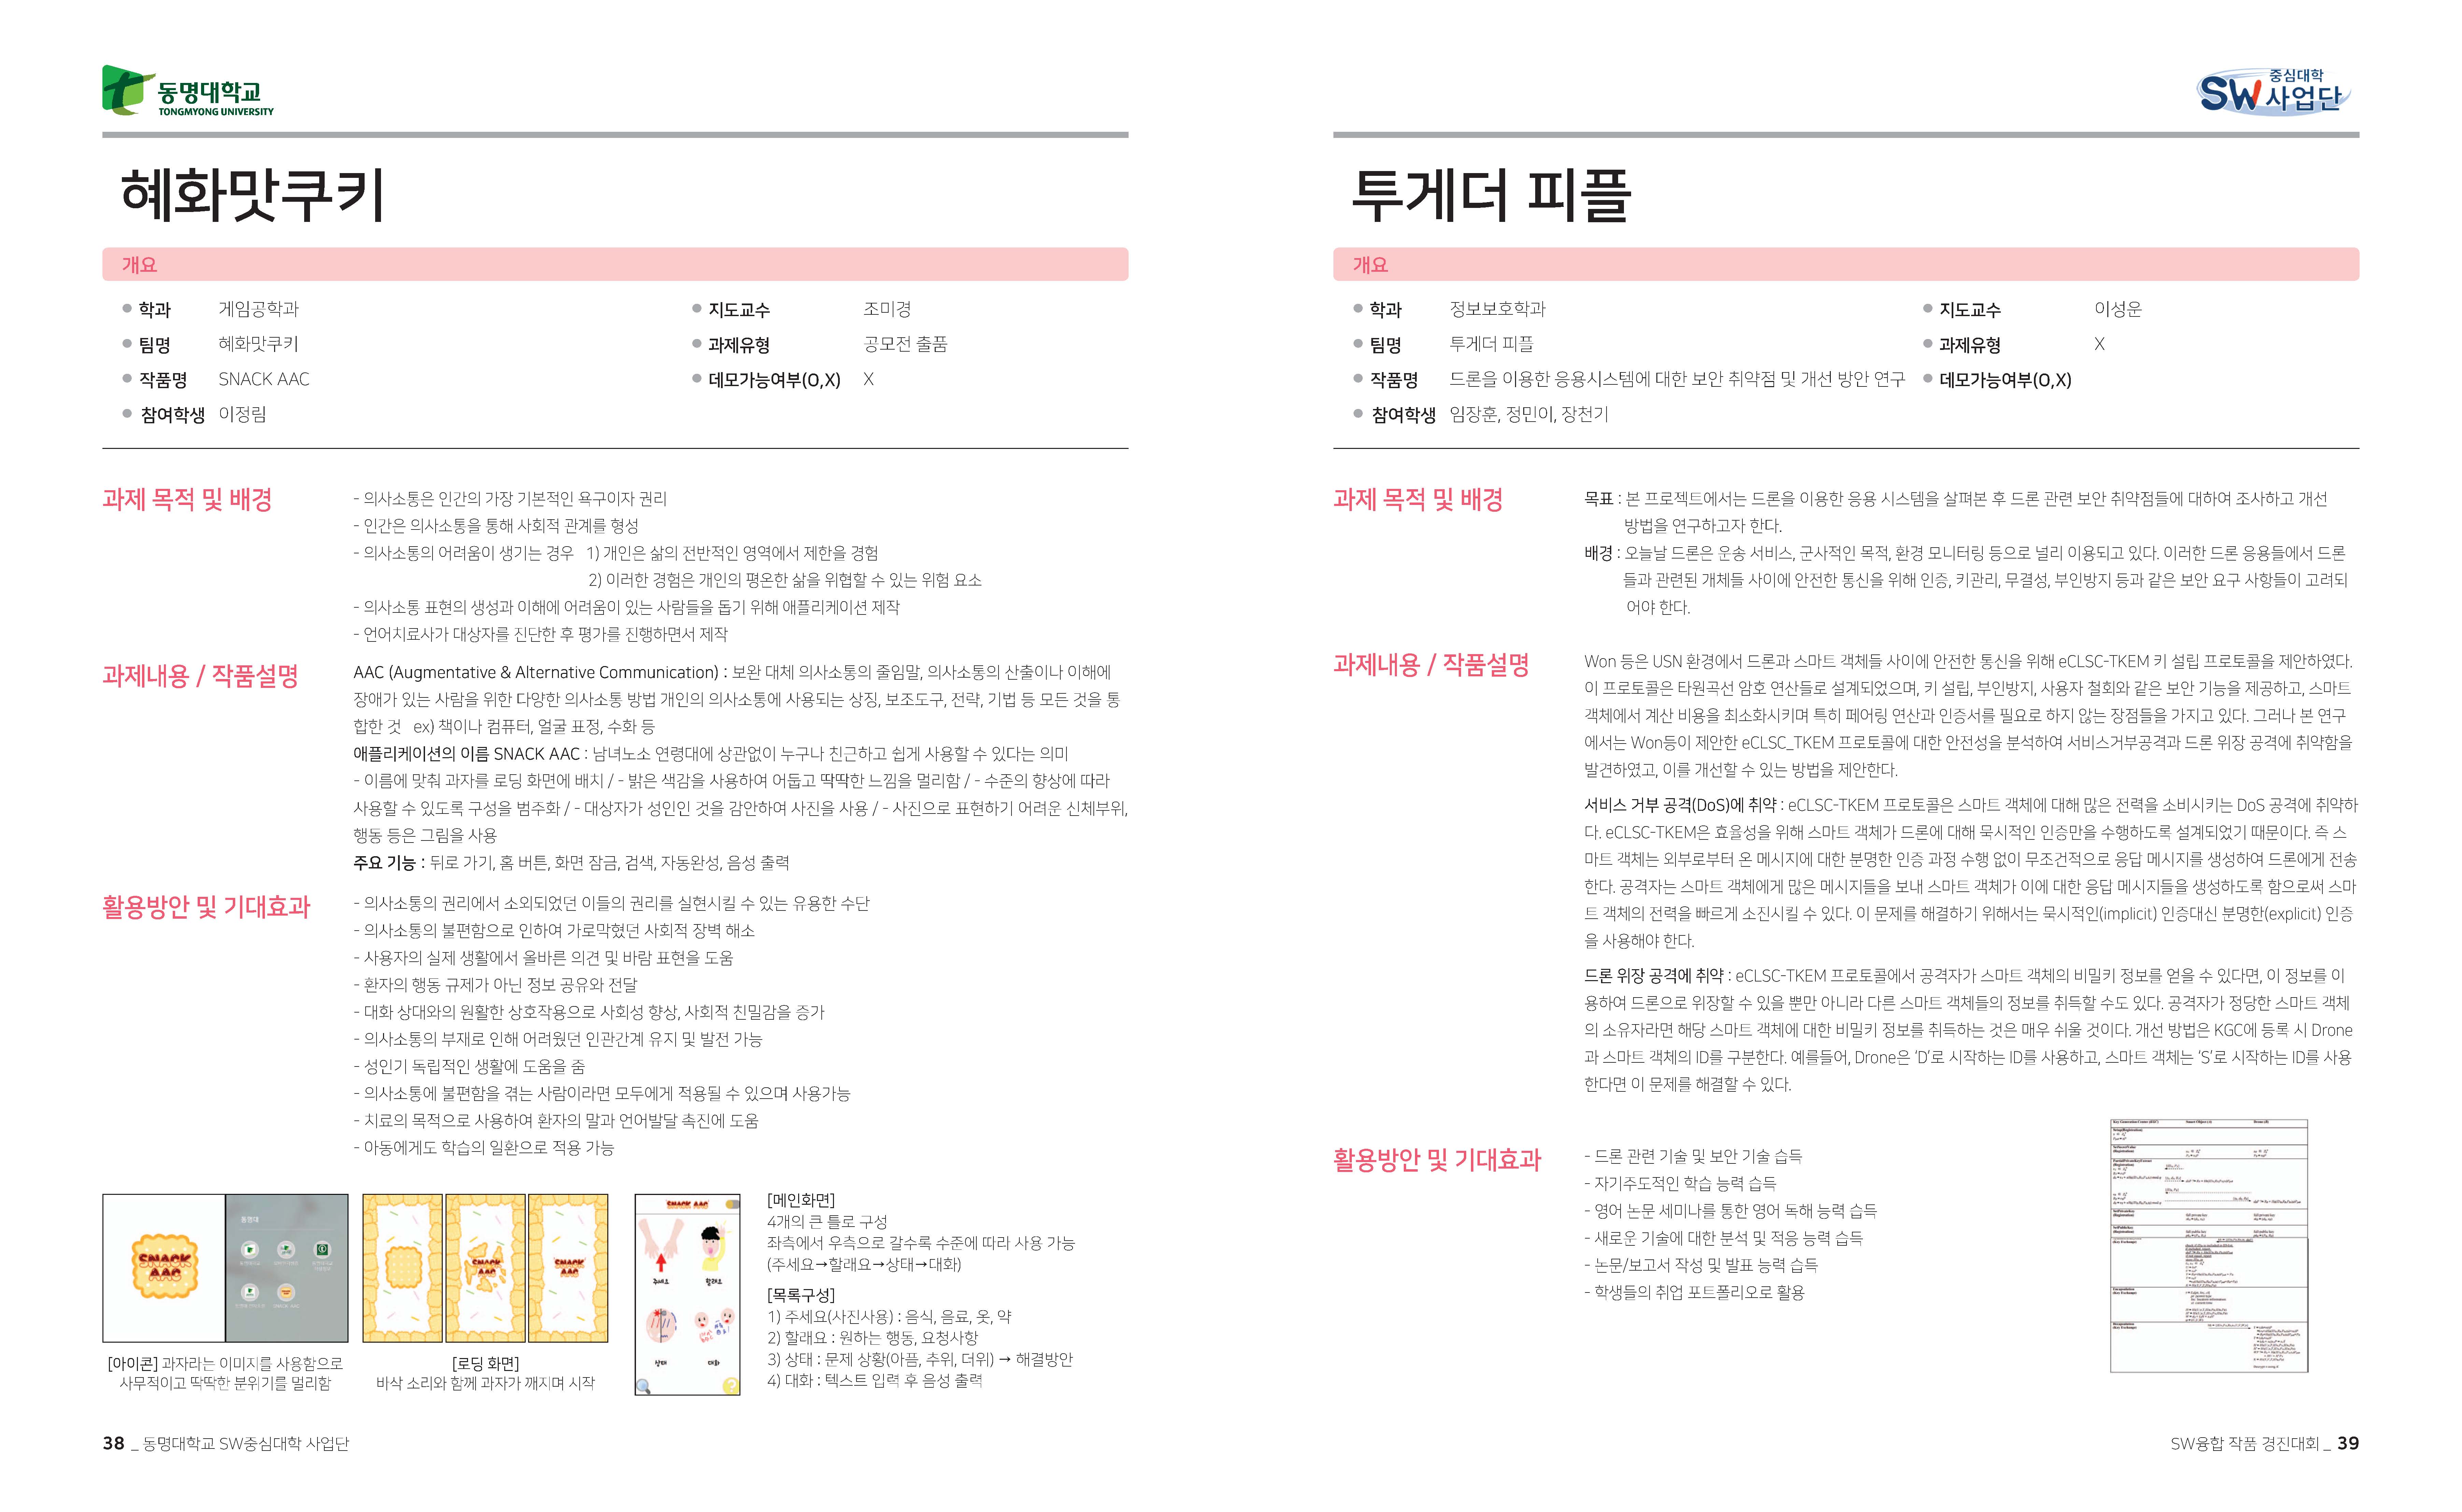 동명대학교
TONGMYONG UNIVERSITY
혜화맛쿠키
개요
학과 게임공학과
지도교수 조미경
팀명 혜화맛쿠키
과제유형 공모전 출품
작품명 SNACK AAC
데모가능여부(O,X) X
참여학생 이정림
과제 목적 및 배경
- 의사소통은 인간의 가장 기본적인 욕구이자 권리
- 인간은 의사소통을 통해 사회적 관계를 형성
- 의사소통의 어려움이 생기는 경우 1) 개인은 삶의 전반적인 영역에서 제한을 경험
2) 이러한 경험은 개인의 평온한 삶을 위협할 수 있는 위험 요소
- 의사소통 표현의 생성과 이해에 어려움이 있는 사람들을 돕기 위해 애플리케이션 제작
- 언어치료사가 대상자를 진단한 후 평가를 진행하면서 제작
과제내용 / 작품설명
AAC (Augmentative & Alternative Communication) : 보완 대체 의사소통의 줄임말, 의사소통의 산출이나 이해에
장애가 있는 사람을 위한 다양한 의사소통 방법 개인의 의사소통에 사용되는 상징, 보조도구, 전략, 기법 등 모든 것을 통
합한 것 ex) 책이나 컴퓨터, 얼굴 표정, 수화 등
애플리케이션의 이름 SNACK AAC : 남녀노소 연령대에 상관없이 누구나 친근하고 쉽게 사용할 수 있다는 의미
- 이름에 맞춰 과자를 로딩 화면에 배치 / - 밝은 색감을 사용하여 어둡고 딱딱한 느낌을 멀리함 / - 수준의 향상에 따라
사용할 수 있도록 구성을 범주화 / - 대상자가 성인인 것을 감안하여 사진을 사용 / - 사진으로 표현하기 어려운 신체부위,
행동 등은 그림을 사용
주요 기능 : 뒤로 가기, 홈 버튼, 화면 잠금, 검색, 자동완성, 음성 출력
활용방안 및 기대효과
- 의사소통의 권리에서 소외되었던 이들의 권리를 실현시킬 수 있는 유용한 수단
- 의사소통의 불편함으로 인하여 가로막혔던 사회적 장벽 해소
- 사용자의 실제 생활에서 올바른 의견 및 바람 표현을 도움
- 환자의 행동 규제가 아닌 정보 공유와 전달
- 대화 상대와의 원활한 상호작용으로 사회성 향상, 사회적 친밀감을 증가
- 의사소통의 부재로 인해 어려웠던 인관간계 유지 및 발전 가능
- 성인기 독립적인 생활에 도움을 줌
- 의사소통에 불편함을 겪는 사람이라면 모두에게 적용될 수 있으며 사용가능
- 치료의 목적으로 사용하여 환자의 말과 언어발달 촉진에 도움
- 아동에게도 학습의 일환으로 적용 가능
SNACK
AAC
동명대
SNACK AAC
SNACK
AAC
SNACK
AAC
SNACK AAC
주세요
할래요
상태
대화
[아이콘] 과자라는 이미지를 사용함으로
사무적이고 딱딱한 분위기를 멀리함
[로딩 화면]
바삭 소리와 함께 과자가 깨지며 시작
[메인화면]
4개의 큰 틀로 구성
좌측에서 우측으로 갈수록 수준에 따라 사용 가능
(주세요→할래요→상태→대화)
[목록구성]
1) 주세요(사진사용) : 음식, 음료, 옷, 약
2) 할래요 : 원하는 행동, 요청사항
3) 상태 : 문제 상황(아픔, 추위, 더위) → 해결방안
4) 대화 : 텍스트 입력 후 음성 출력
38 _ 동명대학교 SW중심대학 사업단
중심대학
SW사업단
투게더 피플
개요
학과 정보보호학과
지도교수 이성운
팀명 투게더 피플
과제유형 X
작품명 드론을 이용한 응용시스템에 대한 보안 취약점 및 개선 방안 연구
데모가능여부(O,X)
참여학생 임장훈, 정민이, 장천기
과제 목적 및 배경
목표 : 본 프로젝트에서는 드론을 이용한 응용 시스템을 살펴본 후 드론 관련 보안 취약점들에 대하여 조사하고 개선
방법을 연구하고자 한다.
배경 : 오늘날 드론은 운송 서비스, 군사적인 목적, 환경 모니터링 등으로 널리 이용되고 있다. 이러한 드론 응용들에서 드론
들과 관련된 개체들 사이에 안전한 통신을 위해 인증, 키관리, 무결성, 부인방지 등과 같은 보안 요구 사항들이 고려되
어야 한다.
과제내용 / 작품설명
Won 등은 USN 환경에서 드론과 스마트 객체들 사이에 안전한 통신을 위해 eCLSC-TKEM 키 설립 프로토콜을 제안하였다.
이 프로토콜은 타원곡선 암호 연산들로 설계되었으며, 키 설립, 부인방지, 사용자 철회와 같은 보안 기능을 제공하고, 스마트
객체에서 계산 비용을 최소화시키며 특히 페어링 연산과 인증서를 필요로 하지 않는 장점들을 가지고 있다. 그러나 본 연구
에서는 Won등이 제안한 eCLSC_TKEM 프로토콜에 대한 안전성을 분석하여 서비스거부공격과 드론 위장 공격에 취약함을
발견하였고, 이를 개선할 수 있는 방법을 제안한다.
서비스 거부 공격(DoS)에 취약 : eCLSC-TKEM 프로토콜은 스마트 객체에 대해 많은 전력을 소비시키는 DoS 공격에 취약하
다. eCLSC-TKEM은 효율성을 위해 스마트 객체가 드론에 대해 묵시적인 인증만을 수행하도록 설계되었기 때문이다. 즉 스
마트 객체는 외부로부터 온 메시지에 대한 분명한 인증 과정 수행 없이 무조건적으로 응답 메시지를 생성하여 드론에게 전송
한다. 공격자는 스마트 객체에게 많은 메시지들을 보내 스마트 객체가 이에 대한 응답 메시지들을 생성하도록 함으로써 스마
트 객체의 전력을 빠르게 소진시킬 수 있다. 이 문제를 해결하기 위해서는 묵시적인(implicit) 인증대신 분명한(explicit) 인증
을 사용해야 한다.
드론 위장 공격에 취약 : eCLSC-TKEM 프로토콜에서 공격자가 스마트 객체의 비밀키 정보를 얻을 수 있다면, 이 정보를 이
용하여 드론으로 위장할 수 있을 뿐만 아니라 다른 스마트 객체들의 정보를 취득할 수도 있다. 공격자가 정당한 스마트 객체
의 소유자라면 해당 스마트 객체에 대한 비밀키 정보를 취득하는 것은 매우 쉬울 것이다. 개선 방법은 KGC에 등록 시 Drone
과 스마트 객체의 ID를 구분한다. 예를들어, Drone은 ‘D’로 시작하는 ID를 사용하고, 스마트 객체는 ‘S’로 시작하는 ID를 사용
한다면 이 문제를 해결할 수 있다.
활용방안 및 기대효과
- 드론 관련 기술 및 보안 기술 습득
- 자기주도적인 학습 능력 습득
- 영어 논문 세미나를 통한 영어 독해 능력 습득
- 새로운 기술에 대한 분석 및 적응 능력 습득
- 논문/보고서 작성 및 발표 능력 습득
- 학생들의 취업 포트폴리오로 활용
SW융합 작품 경진대회 _ 39